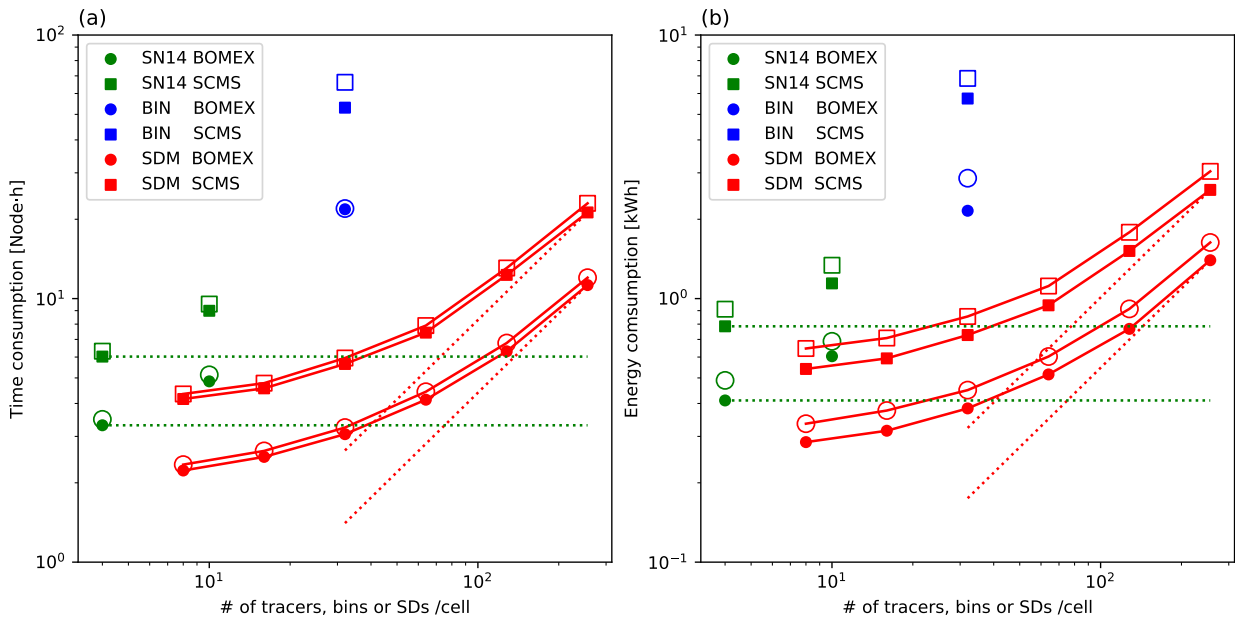 (a)
10²
SN14 BOMEX
SN14 SCMS
BIN BOMEX
BIN SCMS
SDM BOMEX
SDM SCMS
Time consumption [Node·h]
10¹
10⁰
10¹ 10²
# of tracers, bins or SDs /cell
(b)
10¹
SN14 BOMEX
SN14 SCMS
BIN BOMEX
BIN SCMS
SDM BOMEX
SDM SCMS
Energy comsumption [kWh]
10⁰
10⁻¹
10¹ 10²
# of tracers, bins or SDs /cell